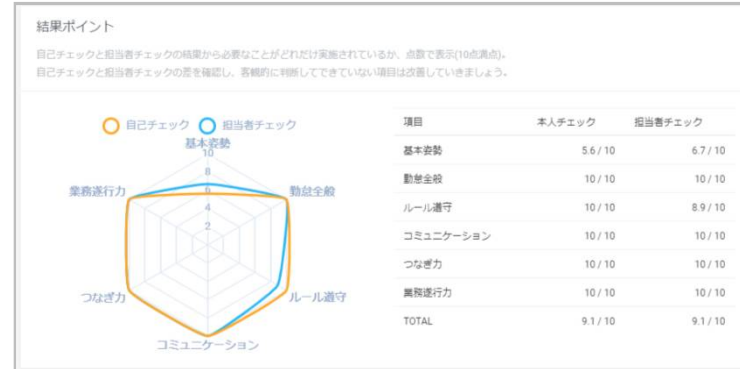 結果ポイント
自己チェックと担当者チェックの結果から必要なことがどれだけ実施されているか、点数で表示(10点満点)。
自己チェックと担当者チェックの差を確認し、客観的に判断してできていない項目は改善していきましょう。
自己チェック 担当者チェック
基本姿勢
10
8
6
4
2
業務遂行力
勤怠全般
つなぎ力
ルール遵守
コミュニケーション
項目 本人チェック 担当者チェック
基本姿勢 5.6 / 10 6.7 / 10
勤怠全般 10 / 10 10 / 10
ルール遵守 10 / 10 8.9 / 10
コミュニケーション 10 / 10 10 / 10
つなぎ力 10 / 10 10 / 10
業務遂行力 10 / 10 10 / 10
TOTAL 9.1 / 10 9.1 / 10